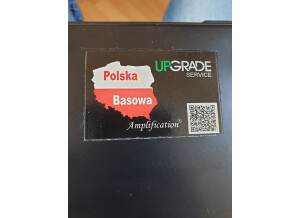 Polska
Basowa
Amplification®
UPGRADE
SERVICE